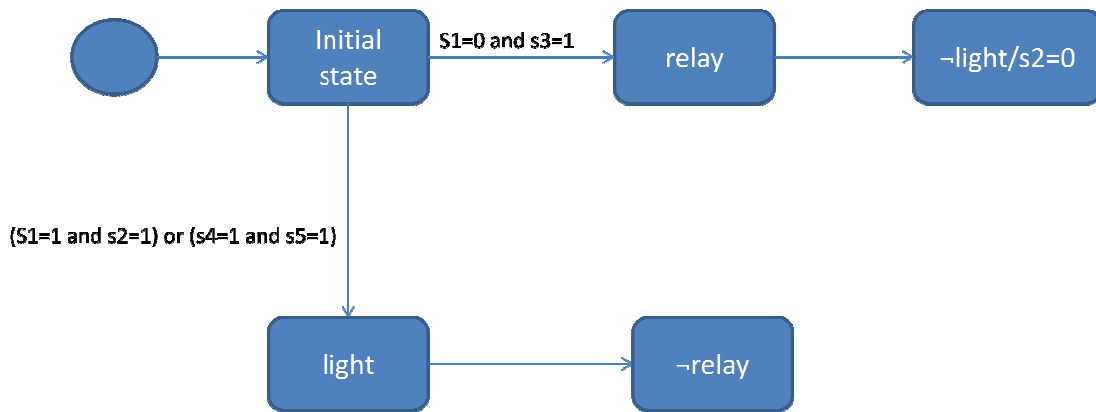 Initial
state
S1=0 and s3=1
relay
¬light/s2=0
(S1=1 and s2=1) or (s4=1 and s5=1)
light
¬relay